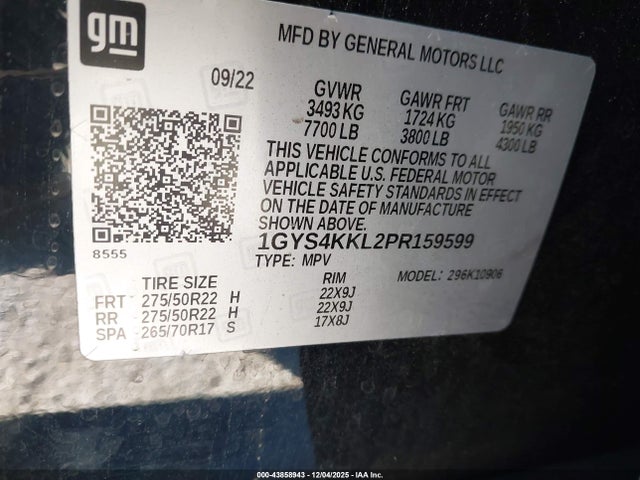 gm
MFD BY GENERAL MOTORS LLC
09/22
GVWR GAWR FRT GAWR RR
3493 KG 1724 KG 1950 KG
7700 LB 3800 LB 4300 LB
THIS VEHICLE CONFORMS TO ALL
APPLICABLE U.S. FEDERAL MOTOR
VEHICLE SAFETY STANDARDS IN EFFECT
ON THE DATE OF MANUFACTURE
SHOWN ABOVE.
1GYS4KKL2PR159599
8555
TYPE: MPV MODEL: 296K10906
TIRE SIZE RIM
FRT 275/50R22 H 22X9J
RR 275/50R22 H 22X9J
SPA 265/70R17 S 17X8J
000-43858943 | 12/04/2025 | IAA Inc.